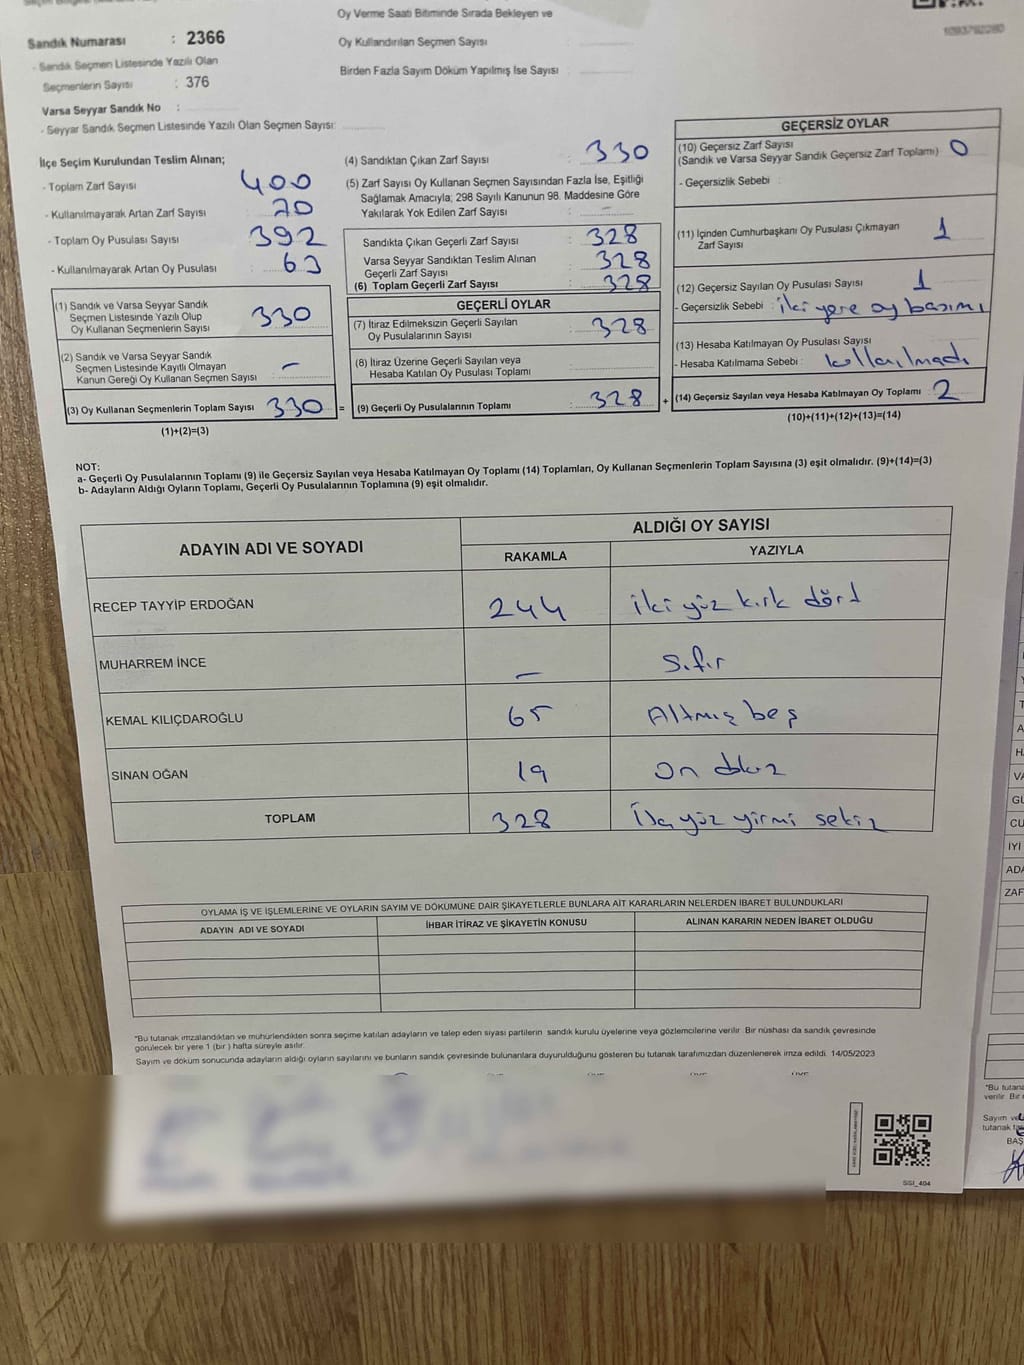 Oy Verme Saati Bitiminde Sırada Bekleyen ve
Oy Kullandırılan Seçmen Sayısı :
Birden Fazla Sayım Döküm Yapılmış İse Sayısı :
Sandık Numarası : 2366
- Sandık Seçmen Listesinde Yazılı Olan
Seçmenlerin Sayısı : 376
Varsa Seyyar Sandık No :
- Seyyar Sandık Seçmen Listesinde Yazılı Olan Seçmen Sayısı:
İlçe Seçim Kurulundan Teslim Alınan;
- Toplam Zarf Sayısı 400
- Kullanılmayarak Artan Zarf Sayısı : 70
- Toplam Oy Pusulası Sayısı : 392
- Kullanılmayarak Artan Oy Pusulası : 63
(1) Sandık ve Varsa Seyyar Sandık
Seçmen Listesinde Yazılı Olup
Oy Kullanan Seçmenlerin Sayısı 330
(2) Sandık ve Varsa Seyyar Sandık
Seçmen Listesinde Kayıtlı Olmayan
Kanun Gereği Oy Kullanan Seçmen Sayısı : –
(3) Oy Kullanan Seçmenlerin Toplam Sayısı 330 =
(1)+(2)=(3)
(4) Sandıktan Çıkan Zarf Sayısı : 330
(5) Zarf Sayısı Oy Kullanan Seçmen Sayısından Fazla İse, Eşitliği
Sağlamak Amacıyla; 298 Sayılı Kanunun 98. Maddesine Göre
Yakılarak Yok Edilen Zarf Sayısı : –
Sandıkta Çıkan Geçerli Zarf Sayısı : 328
Varsa Seyyar Sandıktan Teslim Alınan
Geçerli Zarf Sayısı : 328
(6) Toplam Geçerli Zarf Sayısı : 328
GEÇERLİ OYLAR
(7) İtiraz Edilmeksizin Geçerli Sayılan
Oy Pusulalarının Sayısı : 328
(8) İtiraz Üzerine Geçerli Sayılan veya
Hesaba Katılan Oy Pusulası Toplamı :
(9) Geçerli Oy Pusulalarının Toplamı : 328 +
GEÇERSİZ OYLAR
(10) Geçersiz Zarf Sayısı
(Sandık ve Varsa Seyyar Sandık Geçersiz Zarf Toplamı) : 0
- Geçersizlik Sebebi :
(11) İçinden Cumhurbaşkanı Oy Pusulası Çıkmayan
Zarf Sayısı : 1
(12) Geçersiz Sayılan Oy Pusulası Sayısı : 1
- Geçersizlik Sebebi : iki yere oy basımı
(13) Hesaba Katılmayan Oy Pusulası Sayısı :
- Hesaba Katılmama Sebebi :
(14) Geçersiz Sayılan veya Hesaba Katılmayan Oy Toplamı : 2
(10)+(11)+(12)+(13)=(14)
NOT:
a- Geçerli Oy Pusulalarının Toplamı (9) ile Geçersiz Sayılan veya Hesaba Katılmayan Oy Toplamı (14) Toplamları, Oy Kullanan Seçmenlerin Toplam Sayısına (3) eşit olmalıdır. (9)+(14)=(3)
b- Adayların Aldığı Oyların Toplamı, Geçerli Oy Pusulalarının Toplamına (9) eşit olmalıdır.
ADAYIN ADI VE SOYADI ALDIĞI OY SAYISI
RAKAMLA YAZIYLA
RECEP TAYYİP ERDOĞAN 244 iki yüz kırk dört
MUHARREM İNCE – Sıfır
KEMAL KILIÇDAROĞLU 65 Altmış beş
SİNAN OĞAN 19 On
TOPLAM 328 yüz yirmi sekiz
OYLAMA İŞ VE İŞLEMLERİNE VE OYLARIN SAYIM VE DÖKÜMÜNE DAİR ŞİKAYETLERLE BUNLARA AİT KARARLARIN NELERDEN İBARET BULUNDUKLARI
ADAYIN ADI VE SOYADI İHBAR İTİRAZ VE ŞİKAYETİN KONUSU ALINAN KARARIN NEDEN İBARET OLDUĞU
*Bu tutanak imzalandıktan ve mühürlendikten sonra seçime katılan adayların ve talep eden siyasi partilerin sandık kurulu üyelerine veya gözlemcilerine verilir. Bir nüshası da sandık çevresinde
görülecek bir yere 1 (bir ) hafta süreyle asılır.
Sayım ve döküm sonucunda adayların aldığı oyların sayılarını ve bunların sandık çevresinde bulunanlara duyurulduğunu gösteren bu tutanak tarafımızdan düzenlenerek imza edildi. 14/05/2023
SSI_404
İYİ
ADA
ZAF
*Bu tutana
verilir. Bir
Sayım ve
BAŞ